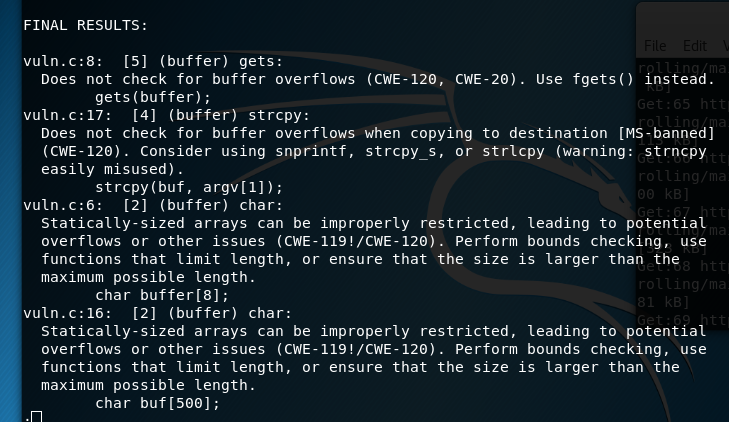 FINAL RESULTS:
vuln.c:8:  [5] (buffer) gets:
  Does not check for buffer overflows (CWE-120, CWE-20). Use fgets() instead.
        gets(buffer);
vuln.c:17:  [4] (buffer) strcpy:
  Does not check for buffer overflows when copying to destination [MS-banned]
  (CWE-120). Consider using snprintf, strcpy_s, or strlcpy (warning: strncpy
  easily misused).
        strcpy(buf, argv[1]);
vuln.c:6:  [2] (buffer) char:
  Statically-sized arrays can be improperly restricted, leading to potential
  overflows or other issues (CWE-119!/CWE-120). Perform bounds checking, use
  functions that limit length, or ensure that the size is larger than the
  maximum possible length.
        char buffer[8];
vuln.c:16:  [2] (buffer) char:
  Statically-sized arrays can be improperly restricted, leading to potential
  overflows or other issues (CWE-119!/CWE-120). Perform bounds checking, use
  functions that limit length, or ensure that the size is larger than the
  maximum possible length.
        char buf[500];
:
File Edit
rolling/ma
kB]
Get:65 http
rolling/ma
rolling/ma
00 kB]
Get:67 http
rolling/ma
kB]
Get:68 http
rolling/ma
81 kB]
Get:69 http